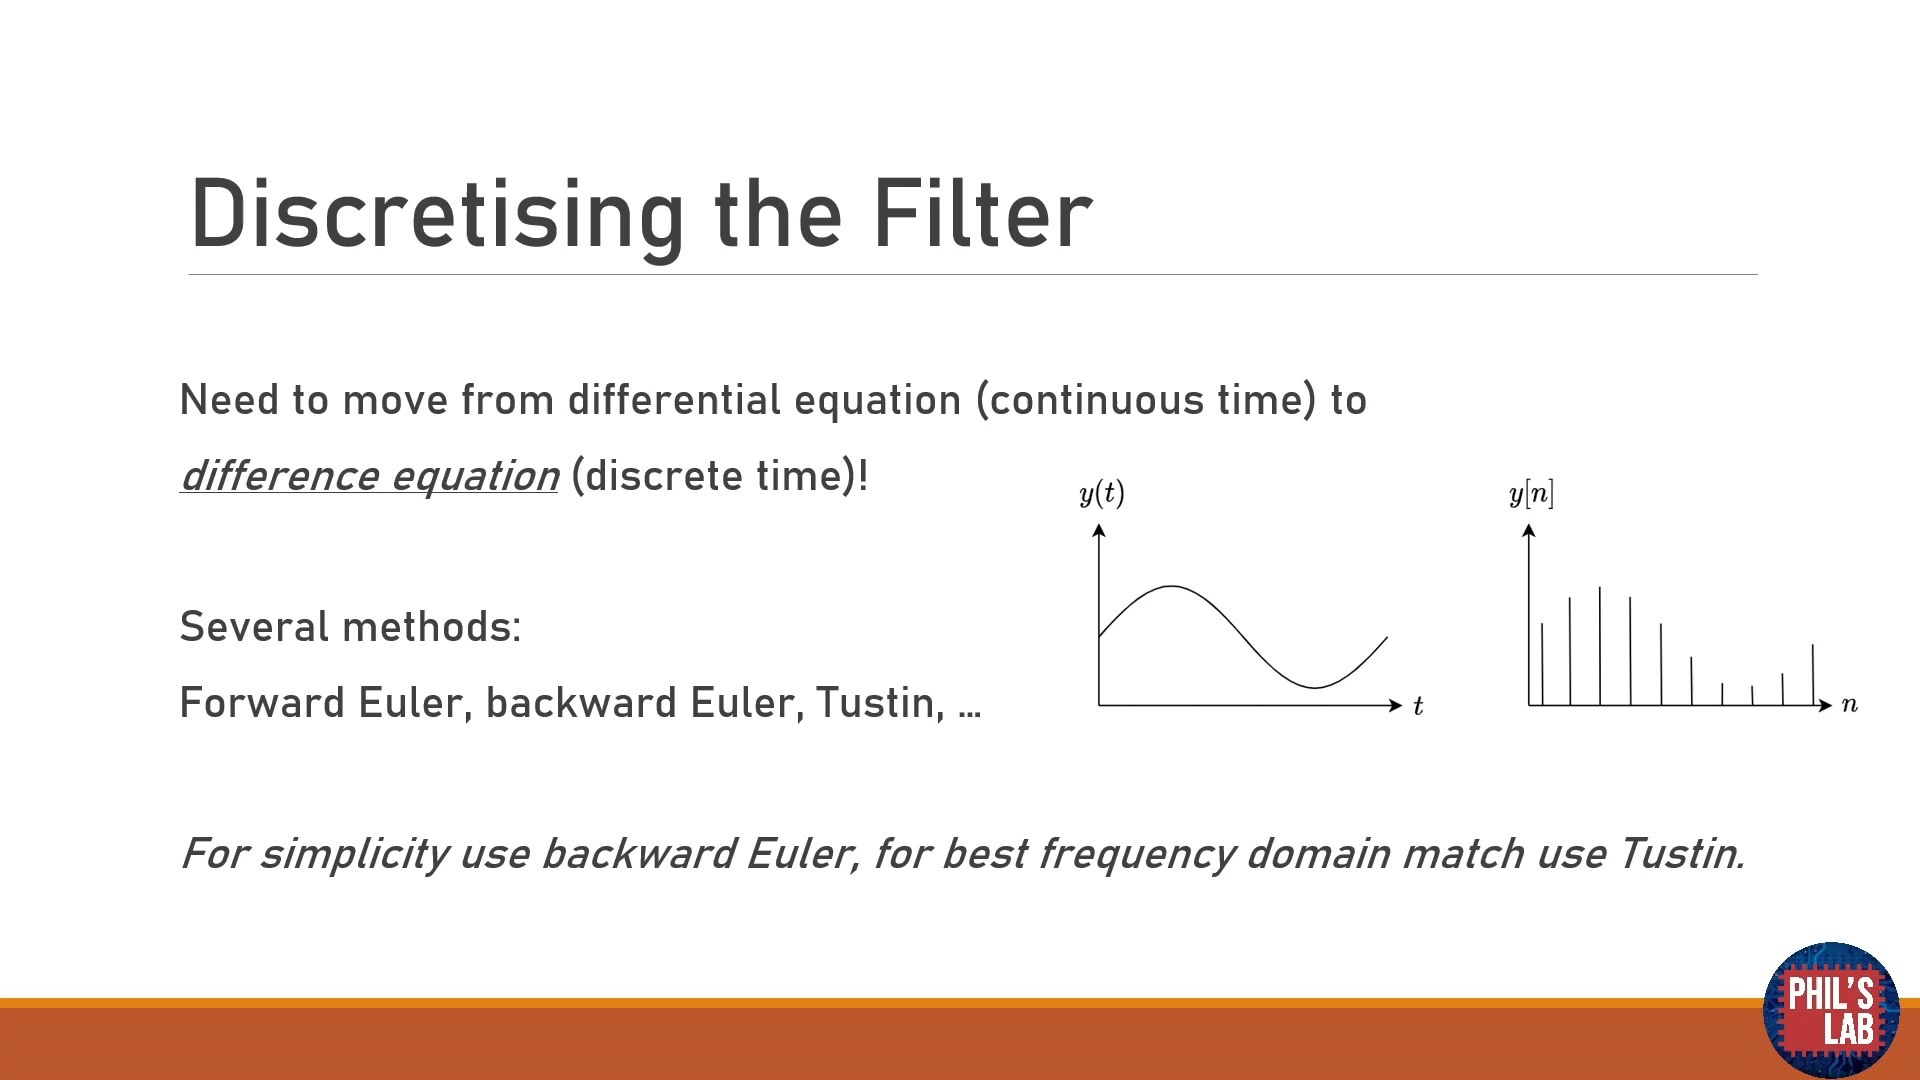 Discretising the Filter
Need to move from differential equation (continuous time) to
difference equation (discrete time)!
y(t)
y[n]
Several methods:
Forward Euler, backward Euler, Tustin, ...
t
n
For simplicity use backward Euler, for best frequency domain match use Tustin.
PHIL'S
LAB